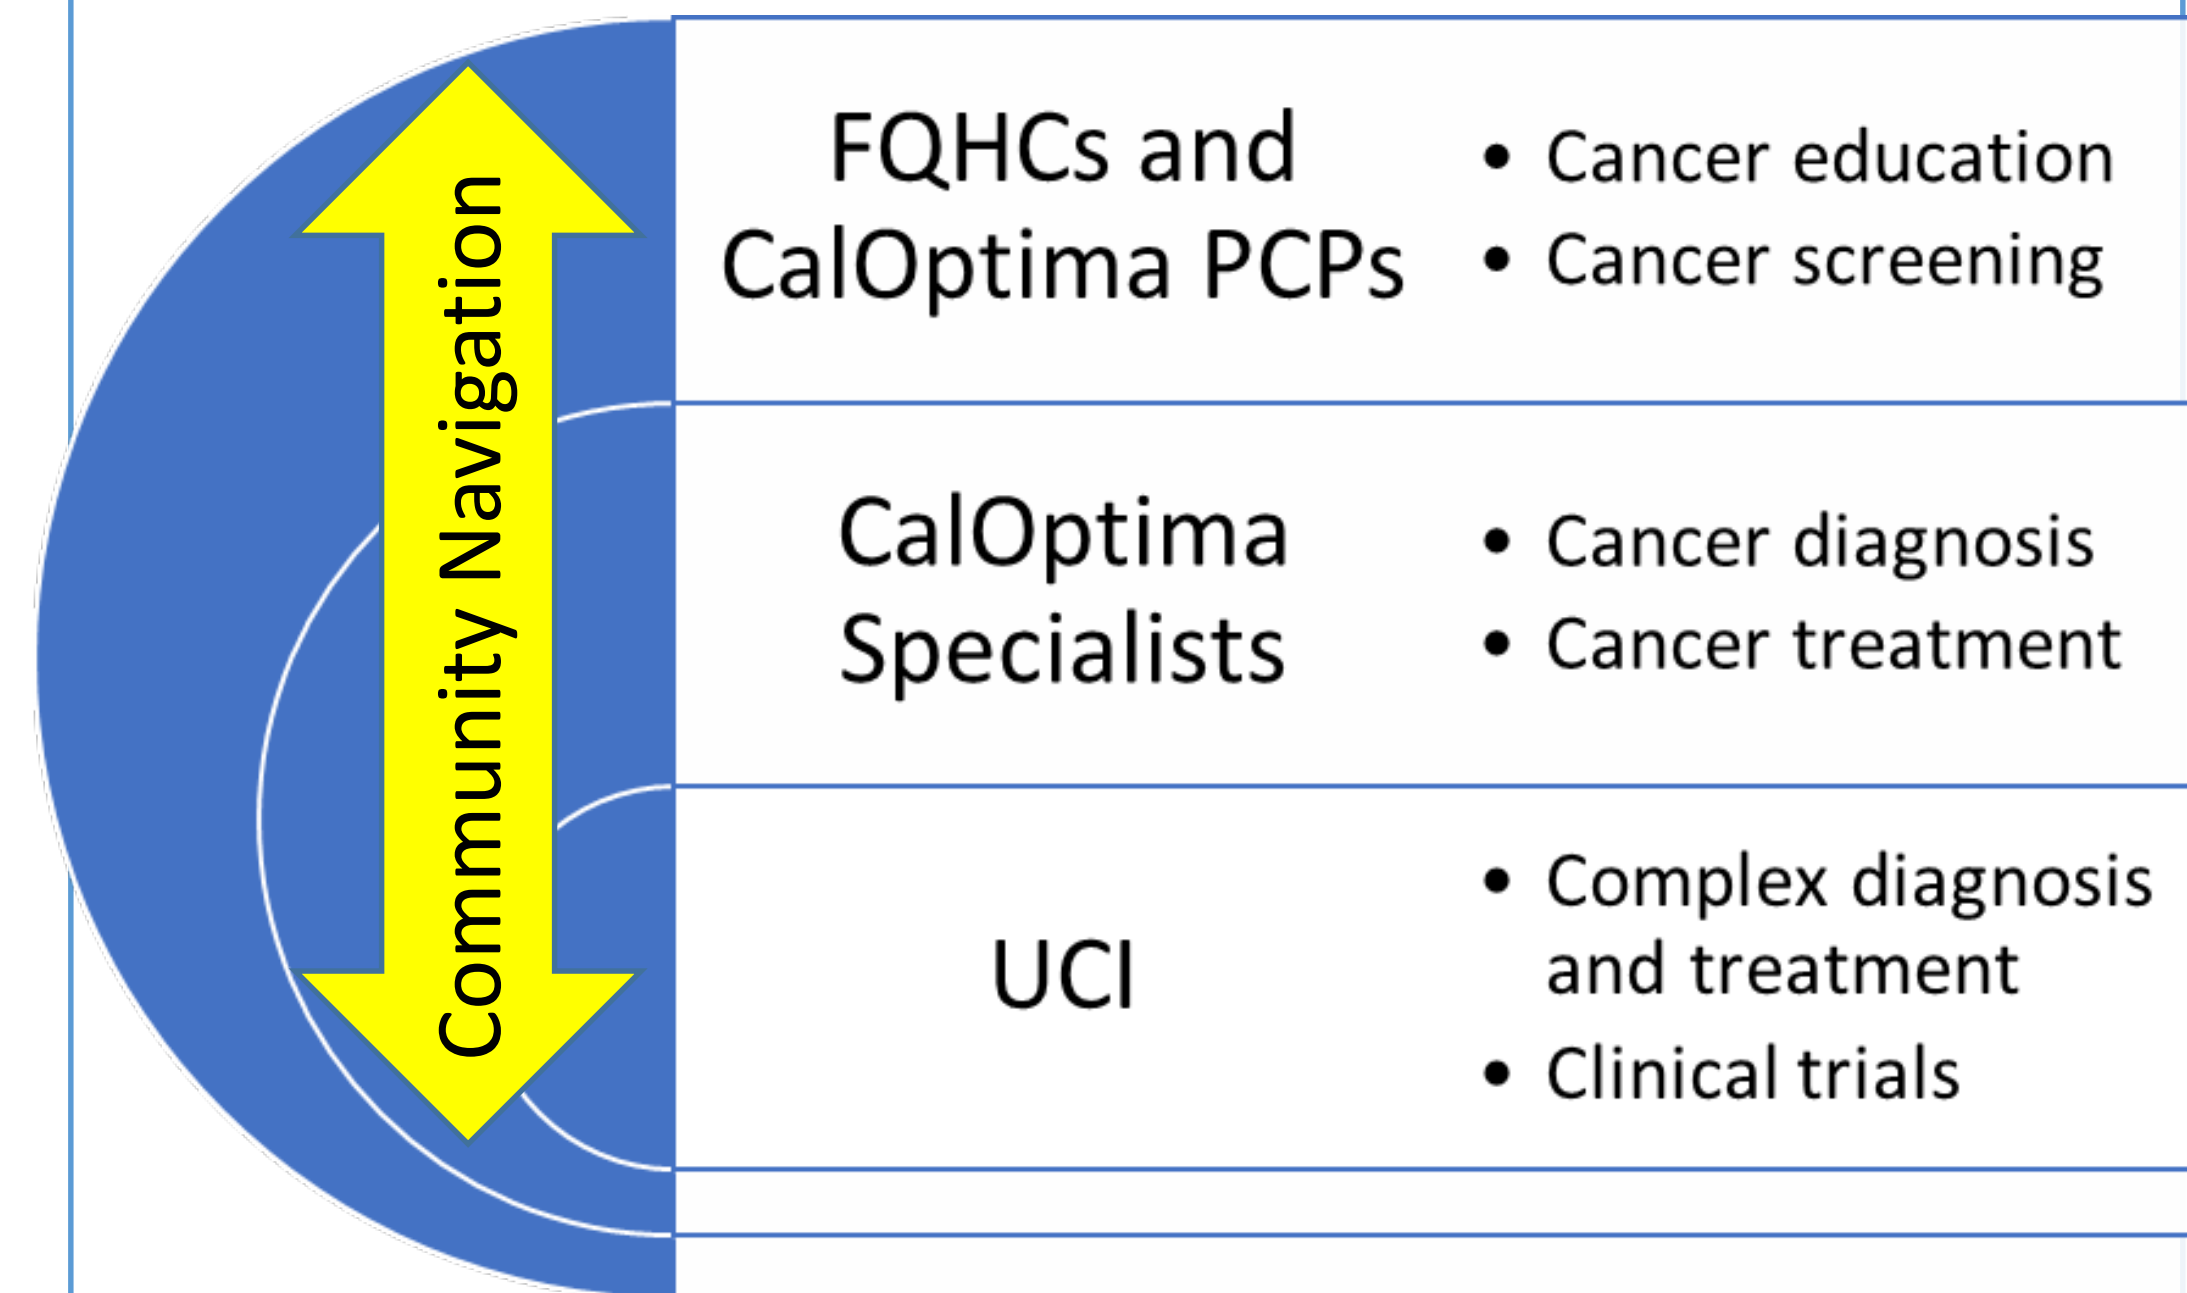 Community Navigation
FQHCs and
CalOptima PCPs
• Cancer education
• Cancer screening
CalOptima
Specialists
• Cancer diagnosis
• Cancer treatment
UCI
• Complex diagnosis
and treatment
• Clinical trials